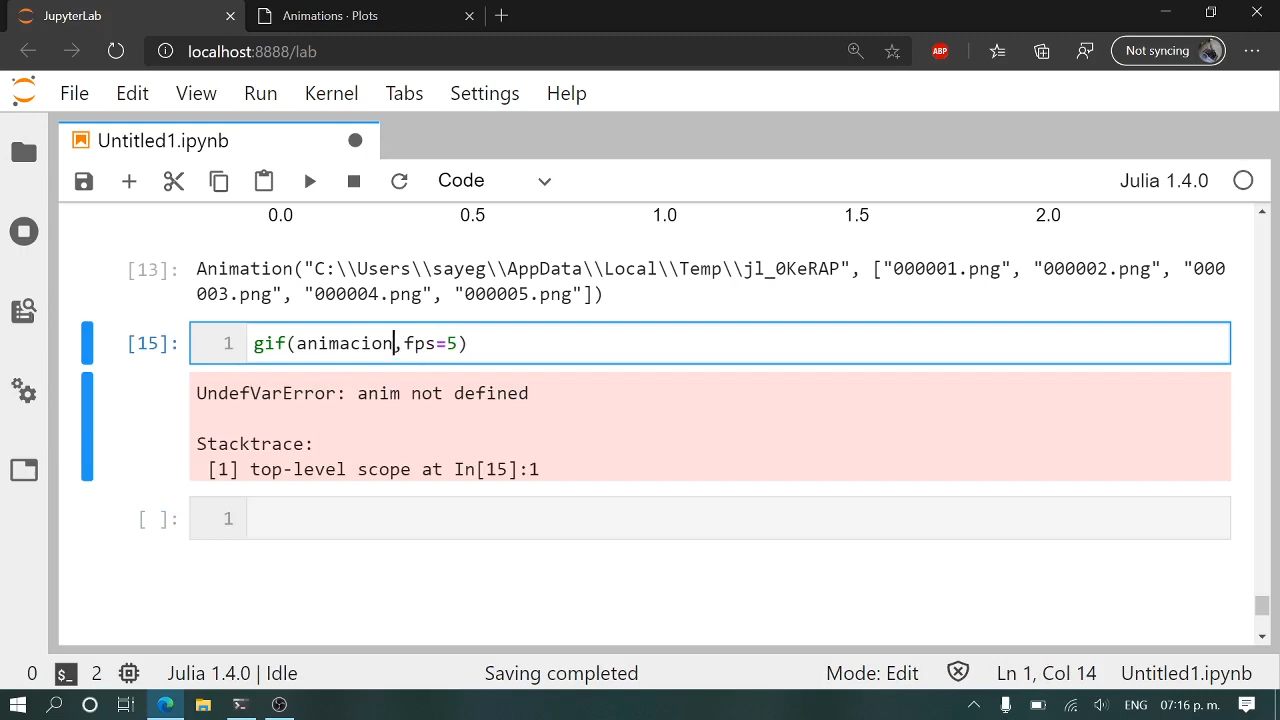 JupyterLab
Animations · Plots
localhost:8888/lab
ABP
Not syncing
File Edit View Run Kernel Tabs Settings Help
Untitled1.ipynb
Code
Julia 1.4.0
0.0 0.5 1.0 1.5 2.0
[13]: Animation("C:\\Users\\sayeg\\AppData\\Local\\Temp\\jl_0KeRAP", ["000001.png", "000002.png", "000
003.png", "000004.png", "000005.png"])
[15]: 1 gif(animacion,fps=5)
UndefVarError: anim not defined
Stacktrace:
[1] top-level scope at In[15]:1
[ ]: 1
0 $_ 2 Julia 1.4.0 | Idle Saving completed Mode: Edit Ln 1, Col 14 Untitled1.ipynb
ENG 07:16 p. m.